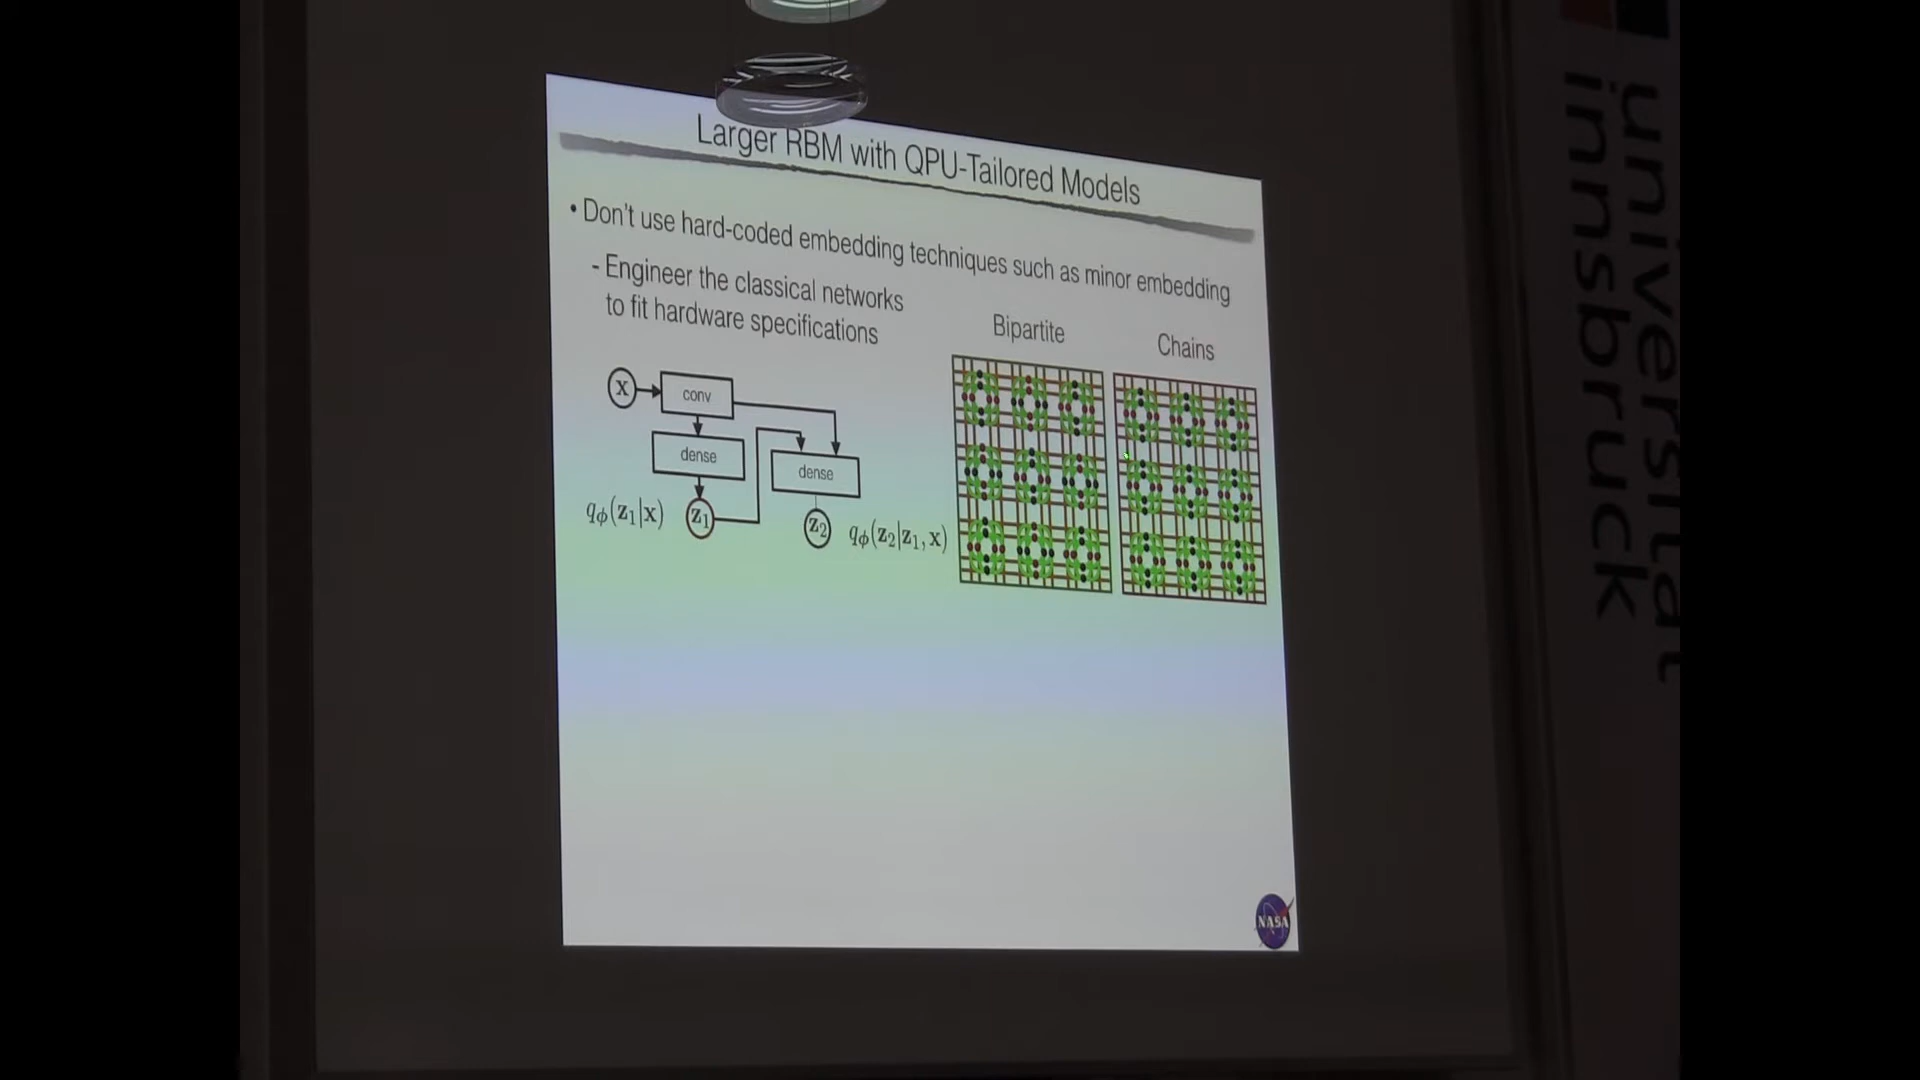 Larger RBM with QPU-Tailored Models
• Don't use hard-coded embedding techniques such as minor embedding
- Engineer the classical networks
to fit hardware specifications
Bipartite
Chains
x
conv
dense
dense
qϕ(z₁|x)
z₁
z₂
qϕ(z₂|z₁, x)
NASA
universität
innsbruck